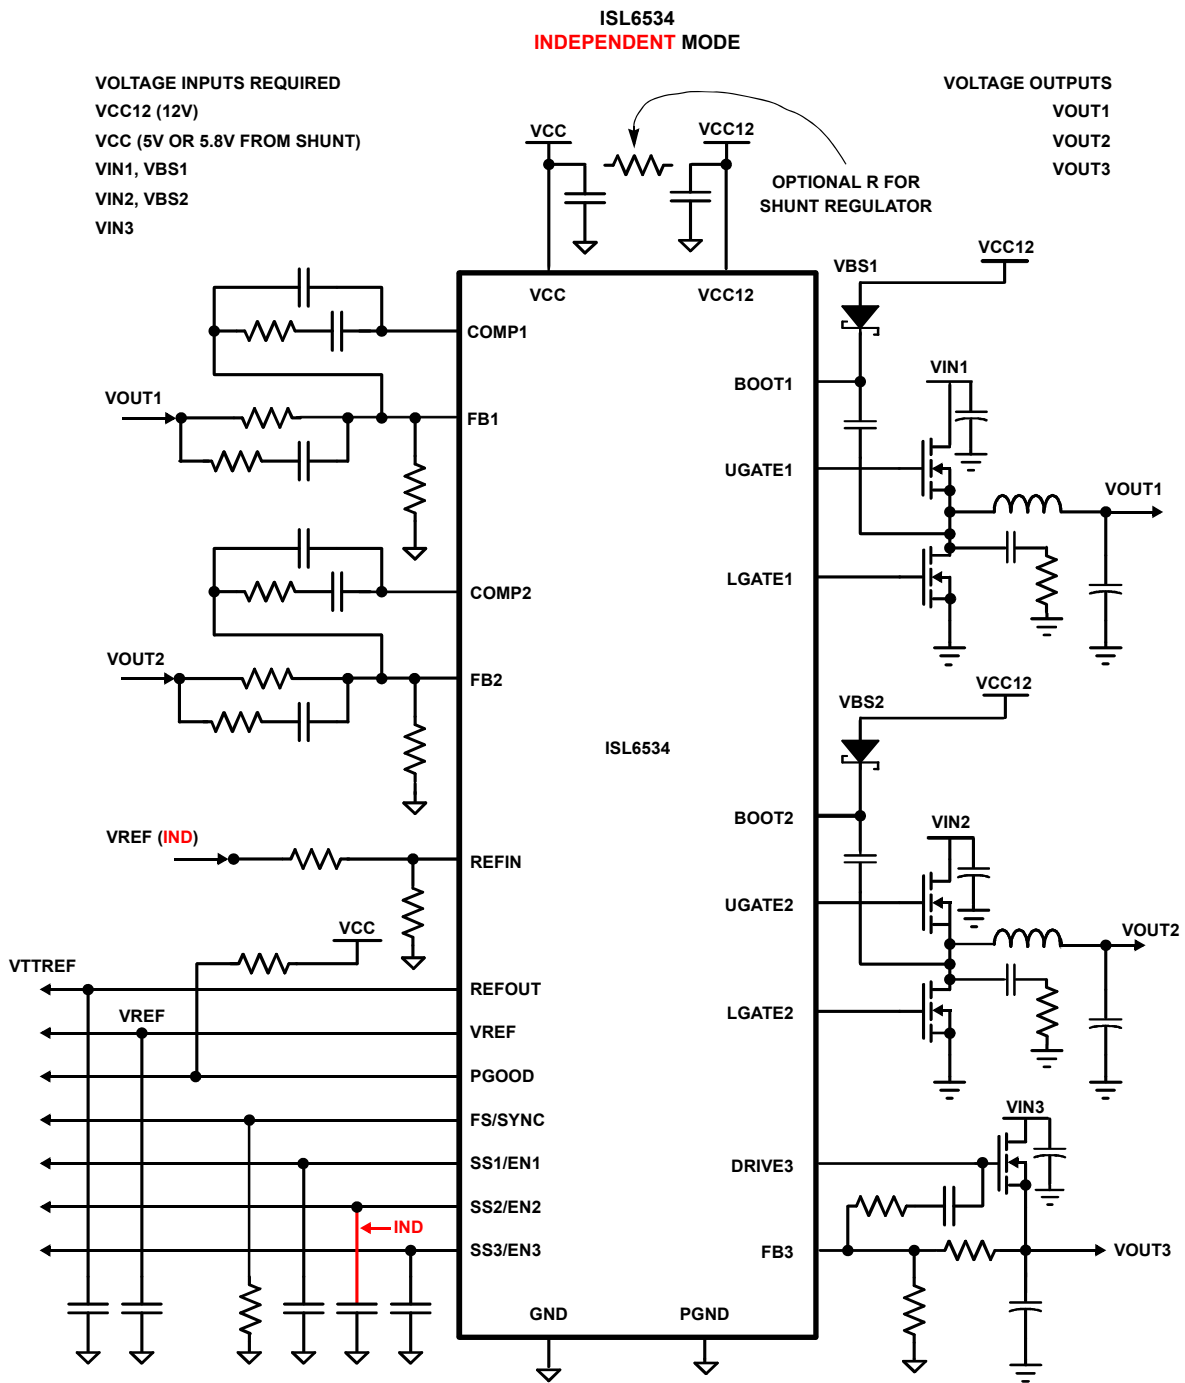 ISL6534
INDEPENDENT MODE
VOLTAGE INPUTS REQUIRED
VCC12 (12V)
VCC (5V OR 5.8V FROM SHUNT)
VIN1, VBS1
VIN2, VBS2
VIN3
VOLTAGE OUTPUTS
VOUT1
VOUT2
VOUT3
VCC
VCC12
OPTIONAL R FOR
SHUNT REGULATOR
VCC
VCC12
VBS1
VCC12
COMP1
BOOT1
VIN1
VOUT1
FB1
UGATE1
VOUT1
COMP2
LGATE1
VOUT2
FB2
VBS2
VCC12
ISL6534
BOOT2
VIN2
VREF (IND)
REFIN
UGATE2
VOUT2
VCC
VTTREF
REFOUT
VREF
VREF
LGATE2
PGOOD
FS/SYNC
VIN3
SS1/EN1
DRIVE3
SS2/EN2
IND
SS3/EN3
FB3
VOUT3
GND
PGND